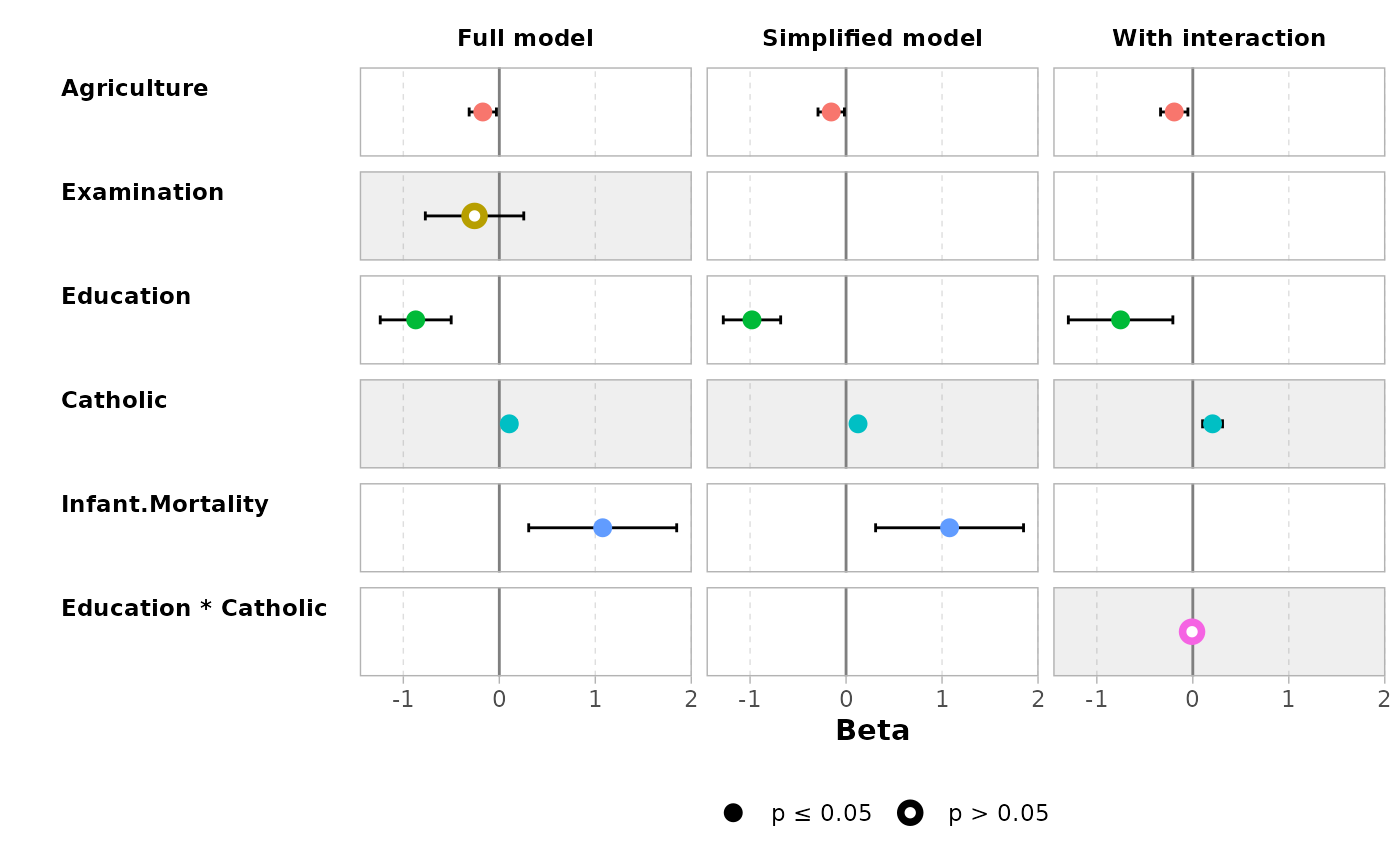 Full model Simplified model With interaction
Agriculture
Examination
Education
Catholic
Infant.Mortality
Education * Catholic
-1 0 1 2 -1 0 1 2 -1 0 1 2
Beta
p ≤ 0.05 p > 0.05